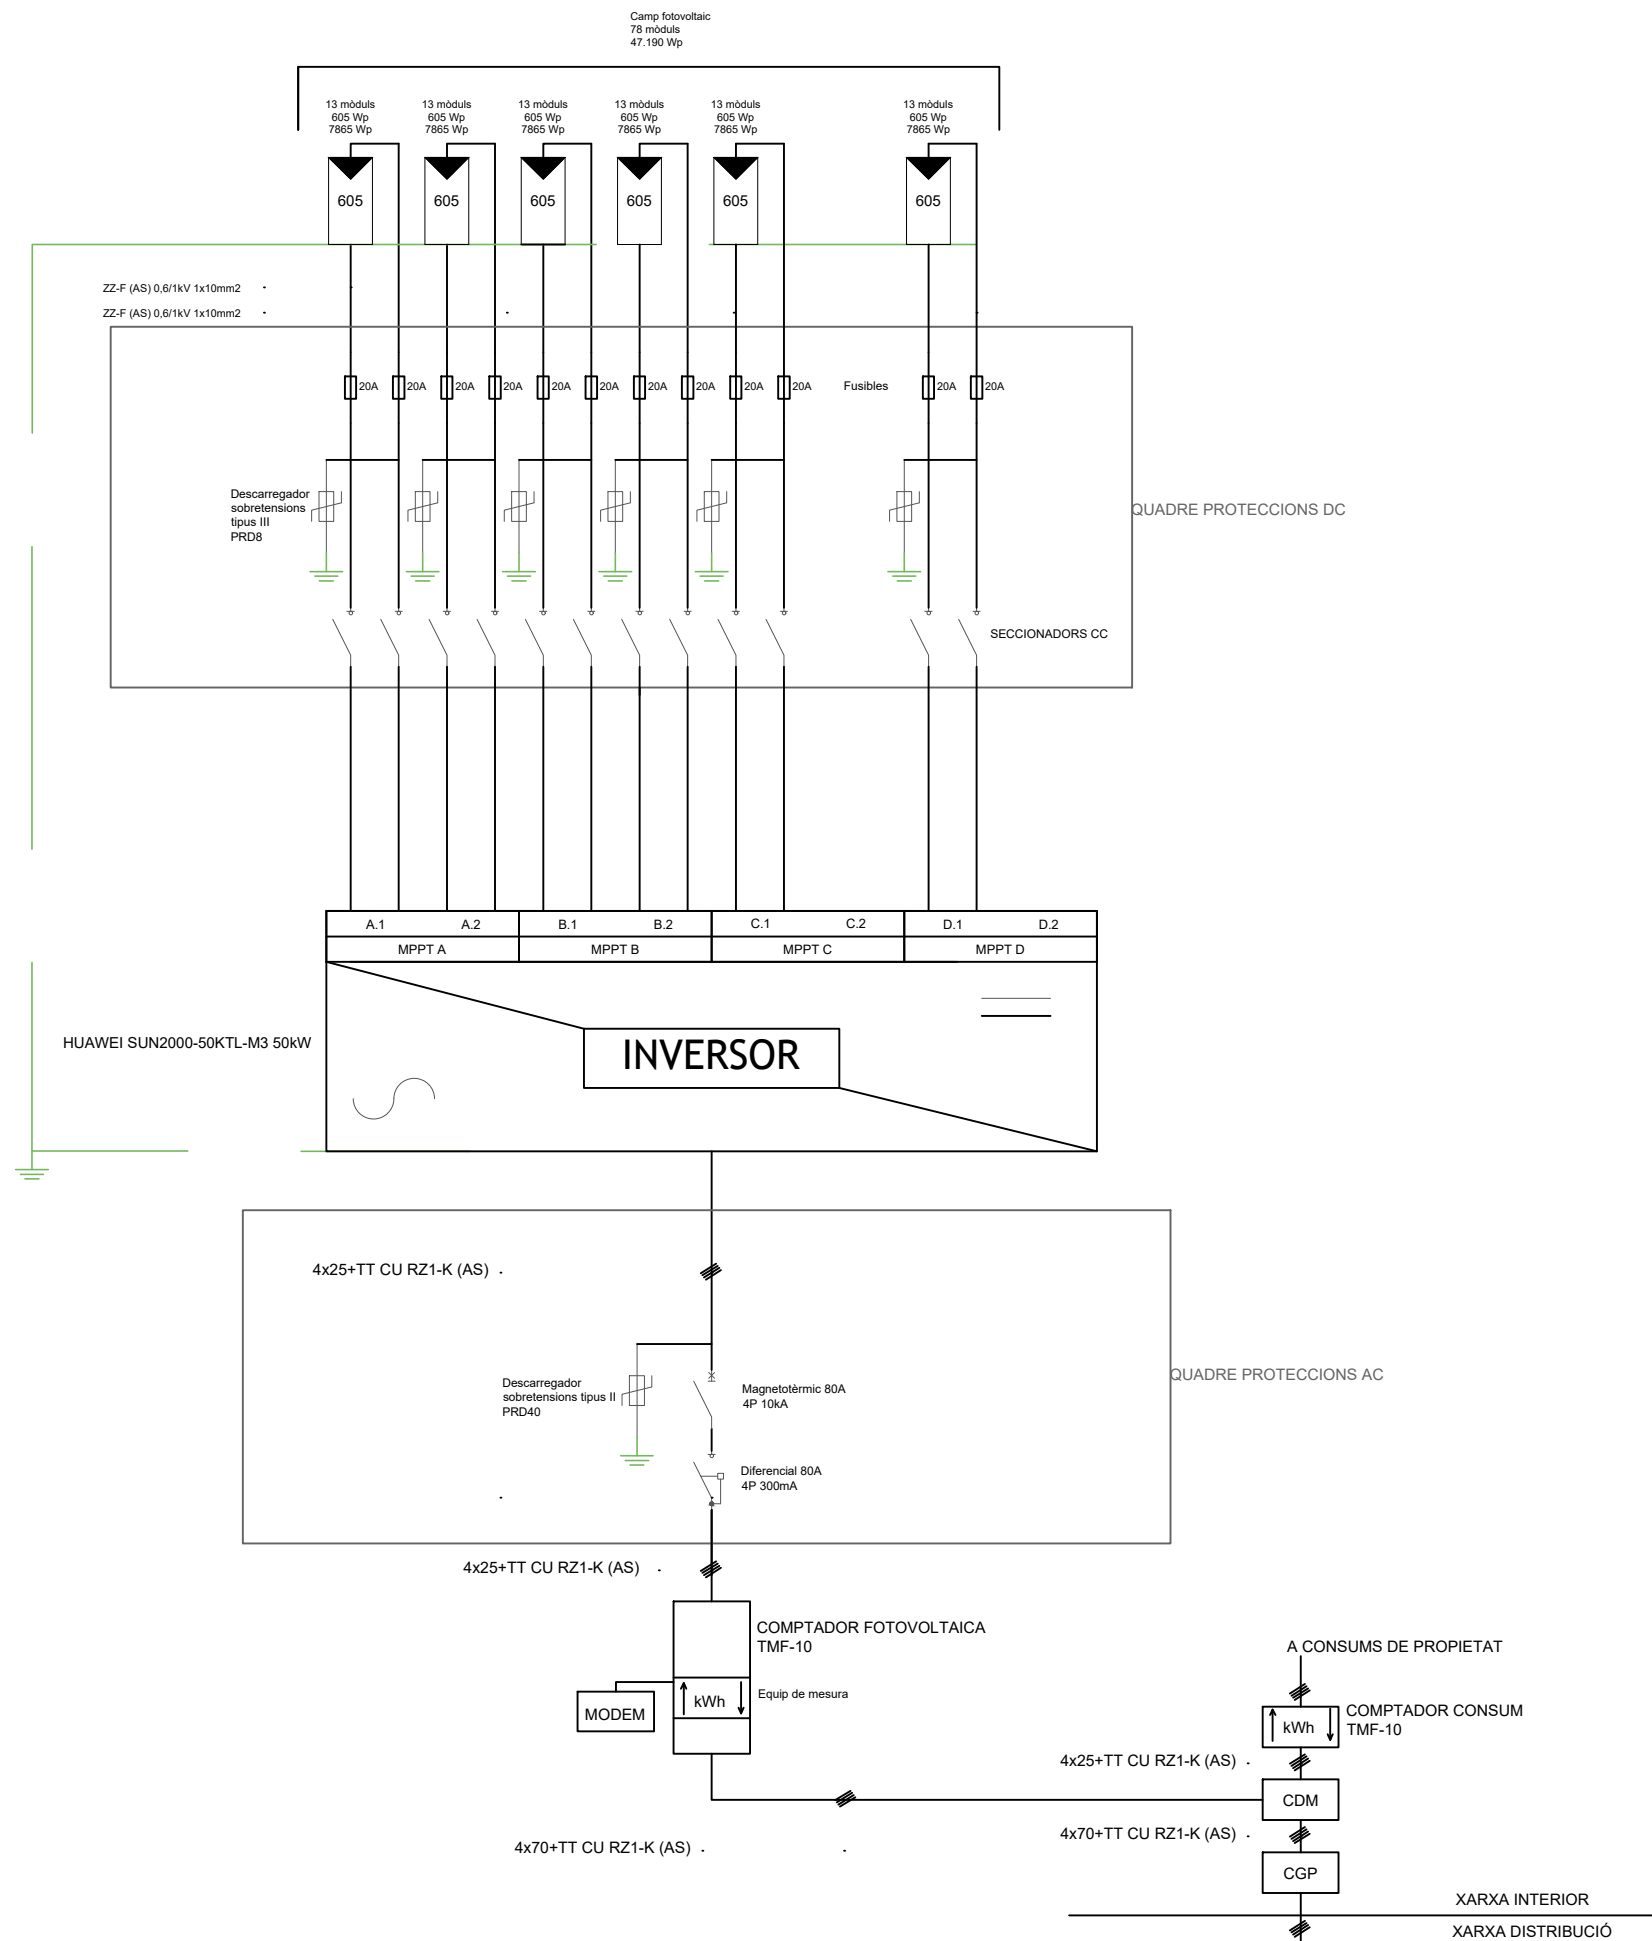 Camp fotovoltaic
78 mòduls
47.190 Wp
13 mòduls
605 Wp
7865 Wp
13 mòduls
605 Wp
7865 Wp
13 mòduls
605 Wp
7865 Wp
13 mòduls
605 Wp
7865 Wp
13 mòduls
605 Wp
7865 Wp
13 mòduls
605 Wp
7865 Wp
605 605 605 605 605 605
ZZ-F (AS) 0,6/1kV 1x10mm2
ZZ-F (AS) 0,6/1kV 1x10mm2
20A 20A 20A 20A 20A 20A 20A 20A 20A 20A Fusibles 20A 20A
Descarregador
sobretensions
tipus III
PRD8
QUADRE PROTECCIONS DC
SECCIONADORS CC
A.1 A.2 B.1 B.2 C.1 C.2 D.1 D.2
MPPT A MPPT B MPPT C MPPT D
HUAWEI SUN2000-50KTL-M3 50kW
INVERSOR
4x25+TT CU RZ1-K (AS)
Descarregador
sobretensions tipus II
PRD40
Magnetotèrmic 80A
4P 10kA
QUADRE PROTECCIONS AC
Diferencial 80A
4P 300mA
4x25+TT CU RZ1-K (AS)
COMPTADOR FOTOVOLTAICA
TMF-10
kWh
Equip de mesura
MODEM
A CONSUMS DE PROPIETAT
kWh
COMPTADOR CONSUM
TMF-10
4x25+TT CU RZ1-K (AS)
CDM
4x70+TT CU RZ1-K (AS)
4x70+TT CU RZ1-K (AS)
CGP
XARXA INTERIOR
XARXA DISTRIBUCIÓ